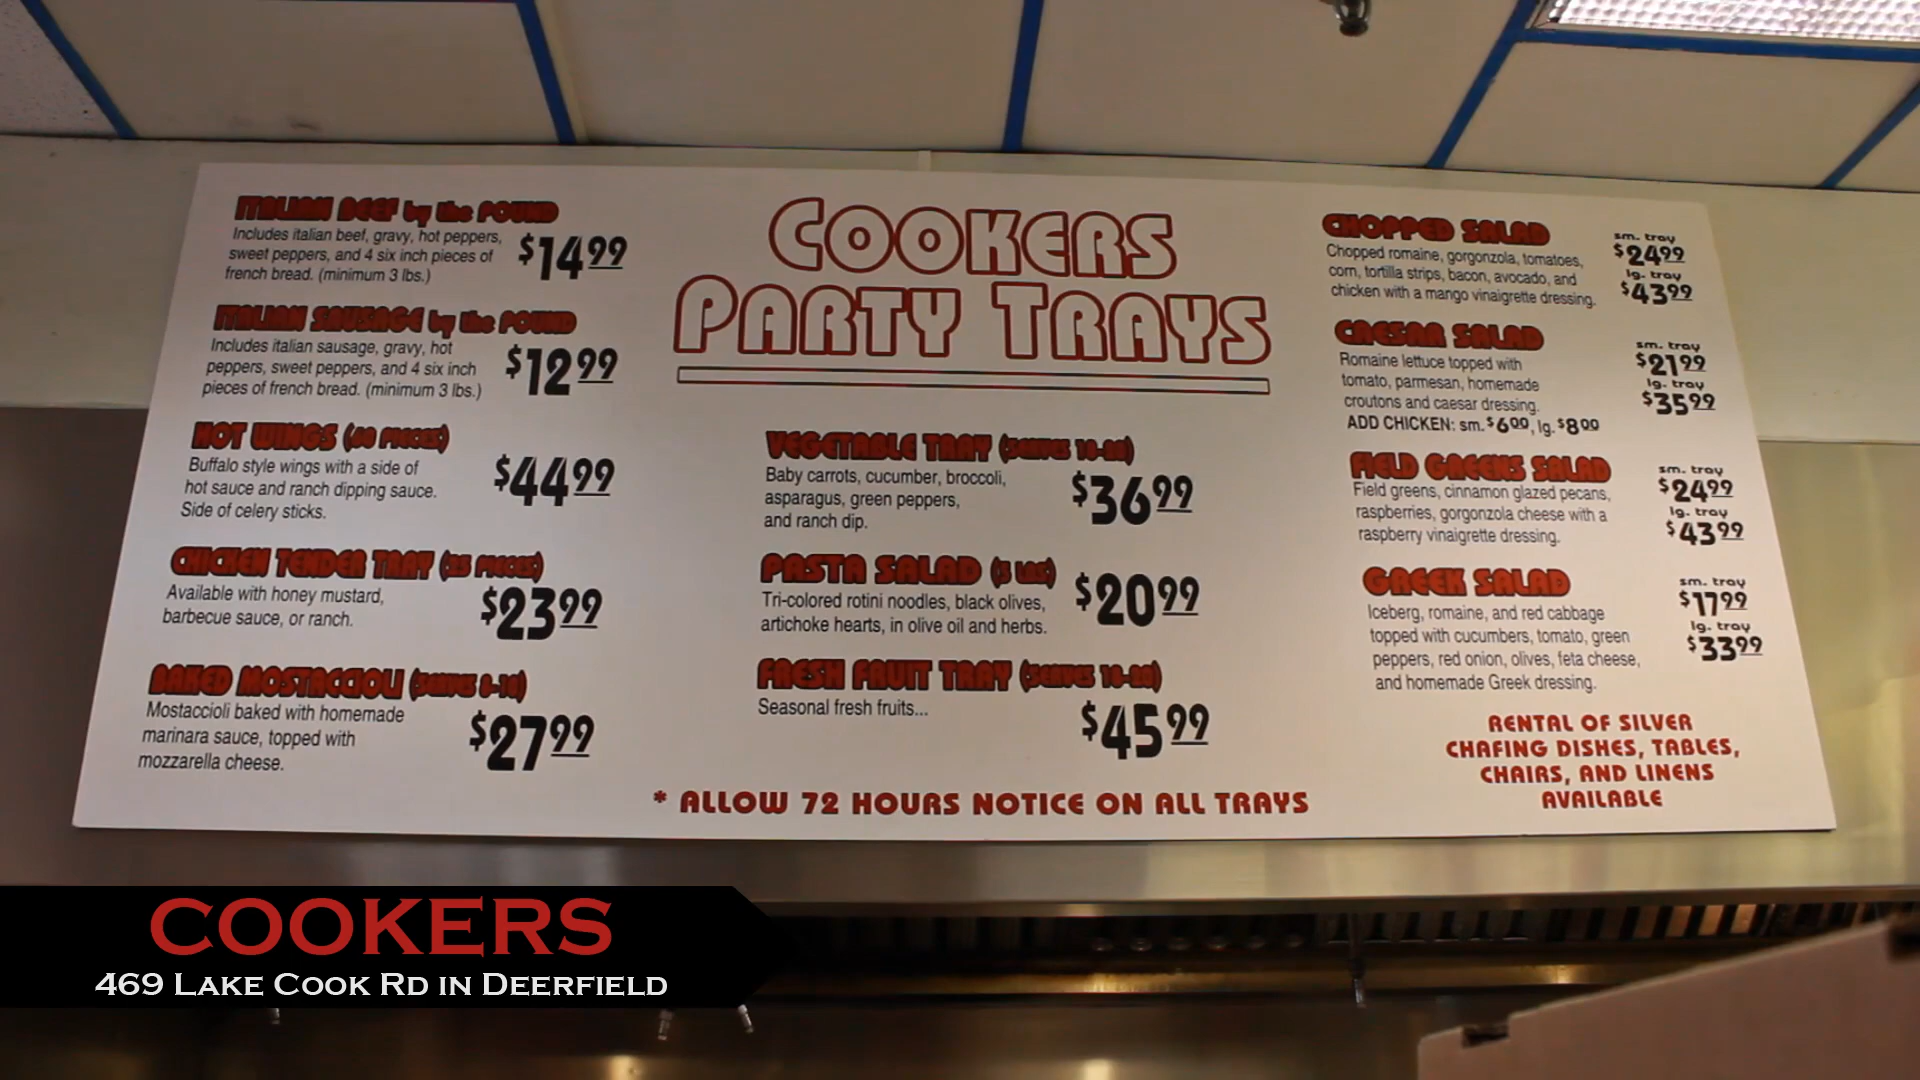 COOKERS
PARTY TRAYS
ITALIAN BEEF by the POUND
Includes italian beef, gravy, hot peppers,
sweet peppers, and 4 six inch pieces of
french bread. (minimum 3 lbs.)
$14.99
ITALIAN SAUSAGE by the POUND
Includes italian sausage, gravy, hot
peppers, sweet peppers, and 4 six inch
pieces of french bread. (minimum 3 lbs.)
$12.99
HOT WINGS (PIECES)
Buffalo style wings with a side of
hot sauce and ranch dipping sauce.
Side of celery sticks.
$44.99
CHICKEN TENDER TRAY (25 PIECES)
Available with honey mustard,
barbecue sauce, or ranch.
$23.99
BAKED MOSTACCIOLI (SERVES 8-10)
Mostaccioli baked with homemade
marinara sauce, topped with
mozzarella cheese.
$27.99
VEGETABLE TRAY (SERVES 18-20)
Baby carrots, cucumber, broccoli,
asparagus, green peppers,
and ranch dip.
$36.99
PASTA SALAD (5 LBS)
Tri-colored rotini noodles, black olives,
artichoke hearts, in olive oil and herbs.
$20.99
FRESH FRUIT TRAY (SERVES 18-20)
Seasonal fresh fruits...
$45.99
* ALLOW 72 HOURS NOTICE ON ALL TRAYS
CHOPPED SALAD
Chopped romaine, gorgonzola, tomatoes,
corn, tortilla strips, bacon, avocado, and
chicken with a mango vinaigrette dressing.
sm. tray
$24.99
lg. tray
$43.99
CAESAR SALAD
Romaine lettuce topped with
tomato, parmesan, homemade
croutons and caesar dressing.
ADD CHICKEN: sm. $6.00, lg. $8.00
sm. tray
$21.99
lg. tray
$35.99
FIELD GREENS SALAD
Field greens, cinnamon glazed pecans,
raspberries, gorgonzola cheese with a
raspberry vinaigrette dressing.
sm. tray
$24.99
lg. tray
$43.99
GREEK SALAD
Iceberg, romaine, and red cabbage
topped with cucumbers, tomato, green
peppers, red onion, olives, feta cheese,
and homemade Greek dressing.
sm. tray
$17.99
lg. tray
$33.99
RENTAL OF SILVER
CHAFING DISHES, TABLES,
CHAIRS, AND LINENS
AVAILABLE
COOKERS
469 LAKE COOK RD IN DEERFIELD